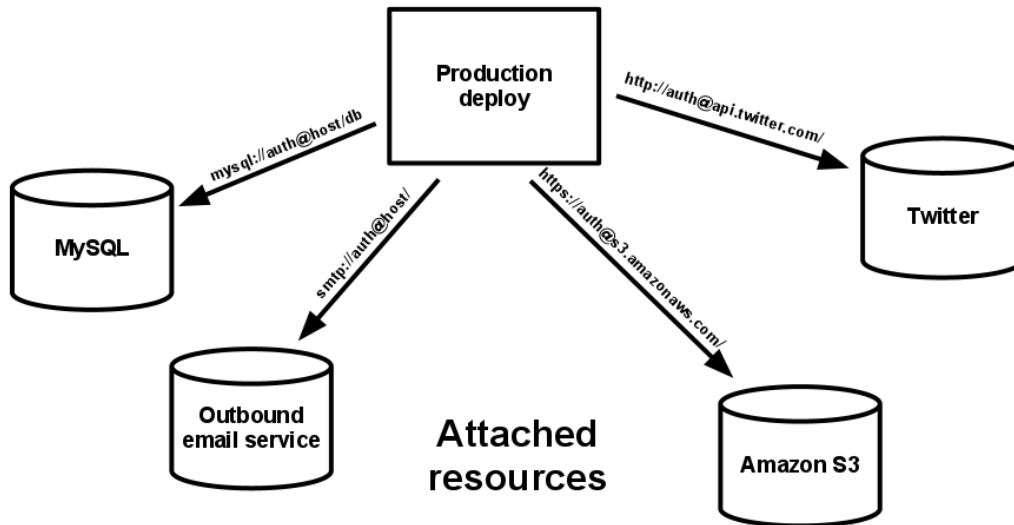 Production
deploy
mysql://auth@host/db
smtp://auth@host/
https://auth@s3.amazonaws.com/
http://auth@api.twitter.com/
MySQL
Outbound
email service
Amazon S3
Twitter
Attached
resources